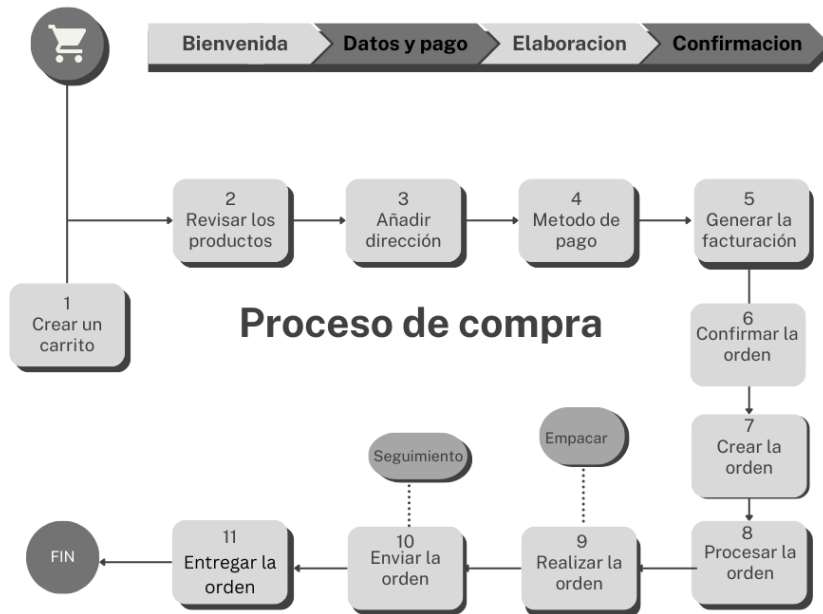 Bienvenida
Datos y pago
Elaboracion
Confirmacion
2
Revisar los
productos
3
Añadir
dirección
4
Metodo de
pago
5
Generar la
facturación
1
Crear un
carrito
Proceso de compra
6
Confirmar la
orden
7
Crear la
orden
Seguimiento
Empacar
FIN
11
Entregar la
orden
10
Enviar la
orden
9
Realizar la
orden
8
Procesar la
orden